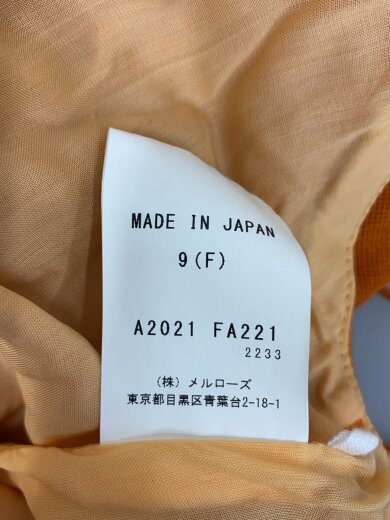 MADE IN JAPAN
9(F)
A2021 FA221
2233
(株) メルローズ
東京都目黒区青葉台2-18-1